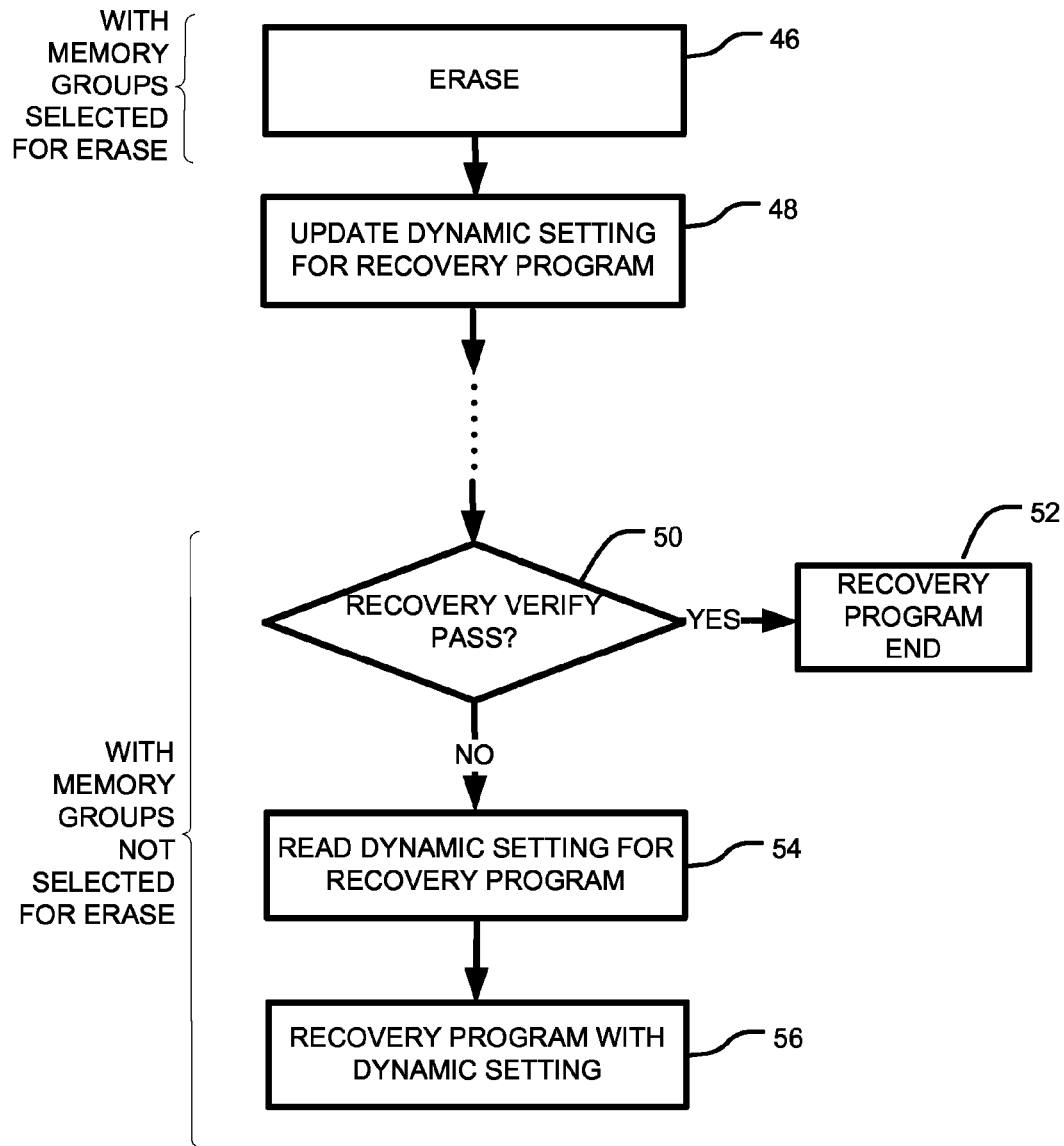 WITH
MEMORY
GROUPS
SELECTED
FOR ERASE
ERASE
46
UPDATE DYNAMIC SETTING
FOR RECOVERY PROGRAM
48
RECOVERY VERIFY
PASS?
50
YES
RECOVERY
PROGRAM
END
52
NO
WITH
MEMORY
GROUPS
NOT
SELECTED
FOR ERASE
READ DYNAMIC SETTING FOR
RECOVERY PROGRAM
54
RECOVERY PROGRAM WITH
DYNAMIC SETTING
56